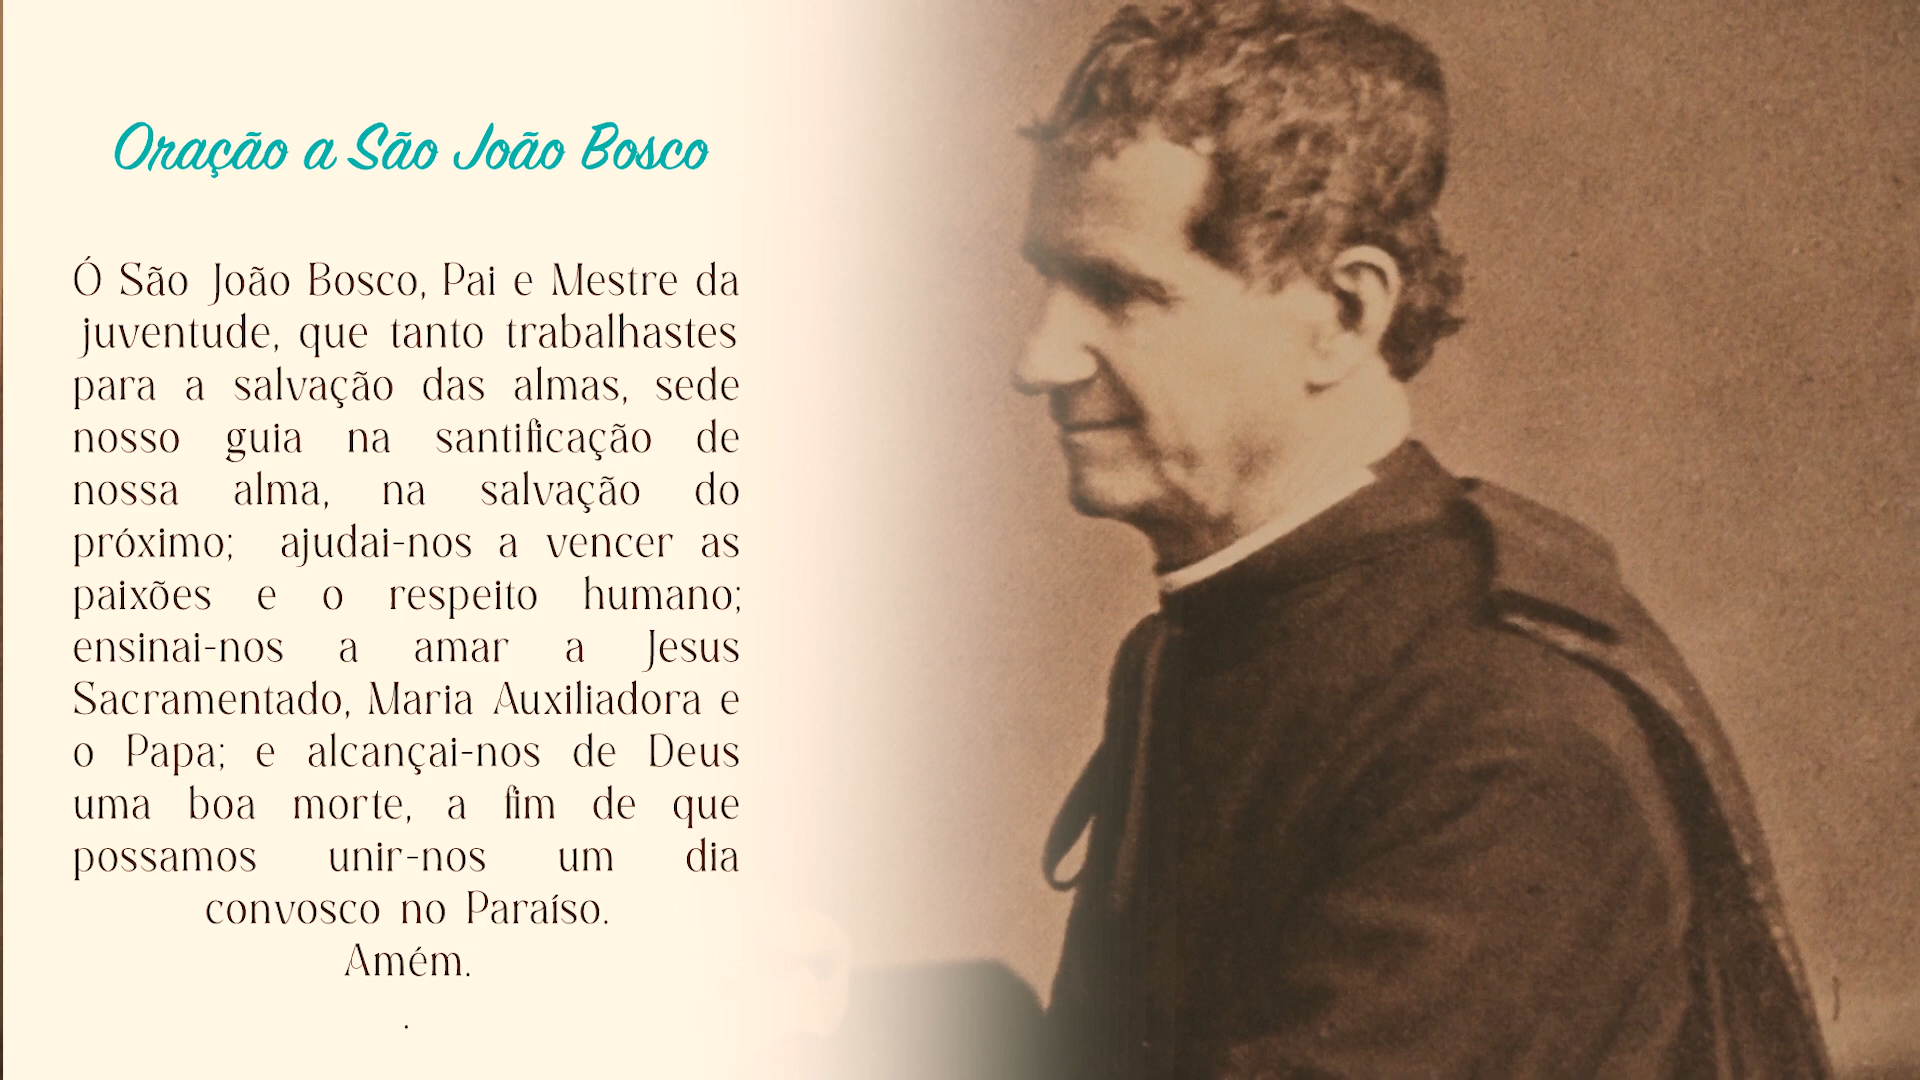 Oração a São João Bosco
Ó São João Bosco, Pai e Mestre da
juventude, que tanto trabalhastes
para a salvação das almas, sede
nosso guia na santificação de
nossa alma, na salvação do
próximo; ajudai-nos a vencer as
paixões e o respeito humano;
ensinai-nos a amar a Jesus
Sacramentado, Maria Auxiliadora e
o Papa; e alcançai-nos de Deus
uma boa morte, a fim de que
possamos unir-nos um dia
convosco no Paraíso.
Amém.
.